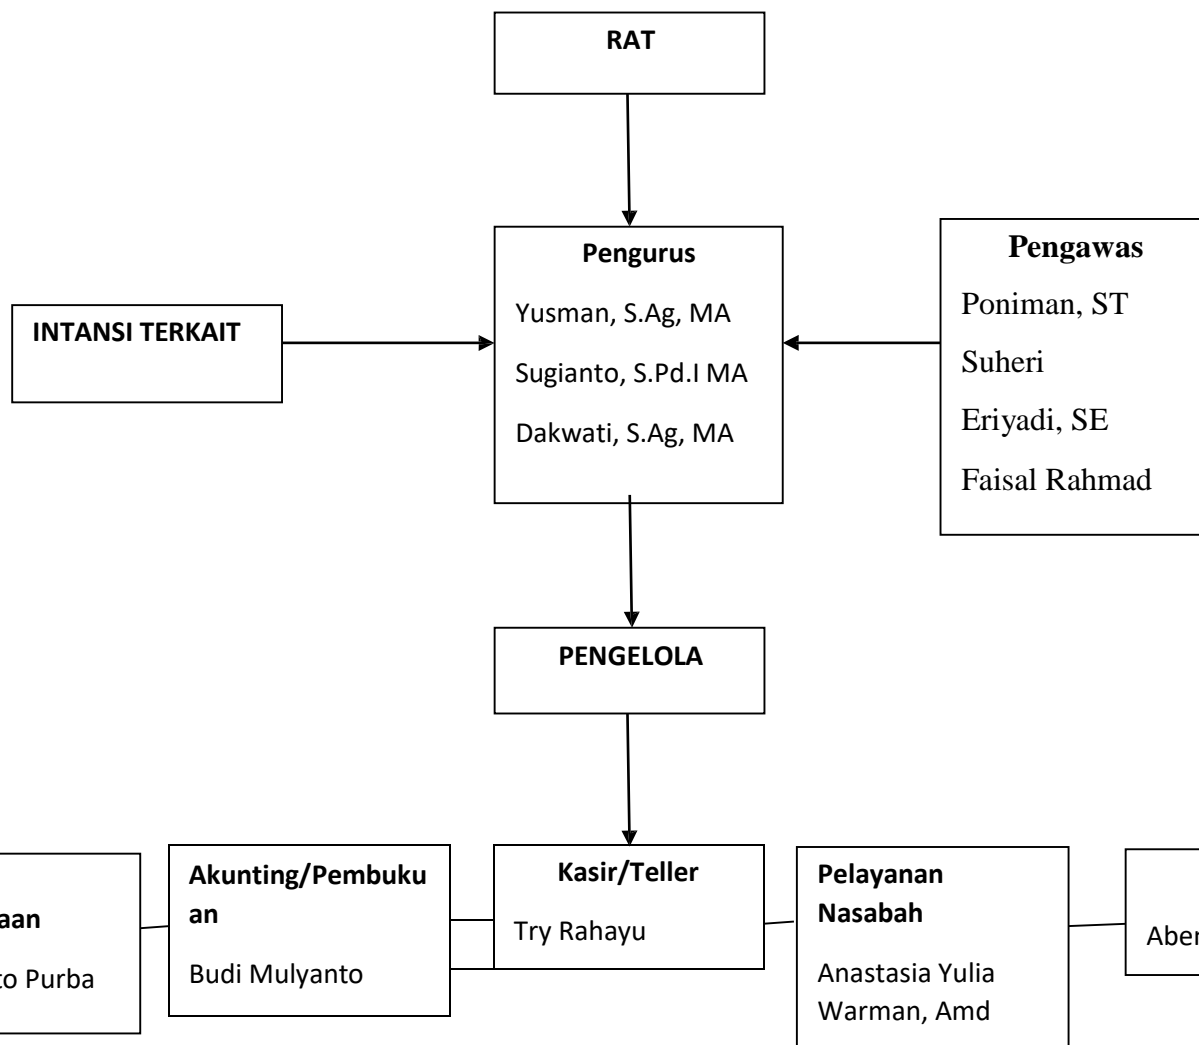 RAT
Pengurus
Yusman, S.Ag, MA
Sugianto, S.Pd.I MA
Dakwati, S.Ag, MA
INTANSI TERKAIT
Pengawas
Poniman, ST
Suheri
Eriyadi, SE
Faisal Rahmad
PENGELOLA
Purba
Akunting/Pembuku
an
Budi Mulyanto
Kasir/Teller
Try Rahayu
Pelayanan
Nasabah
Anastasia Yulia
Warman, Amd